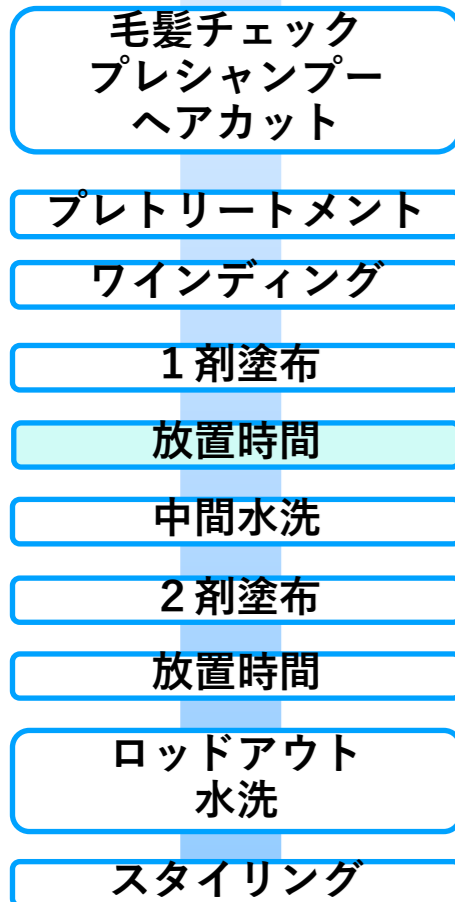 毛髪チェック
プレシャンプー
ヘアカット
プレトリートメント
ワインディング
１剤塗布
放置時間
中間水洗
２剤塗布
放置時間
ロッドアウト
水洗
スタイリング